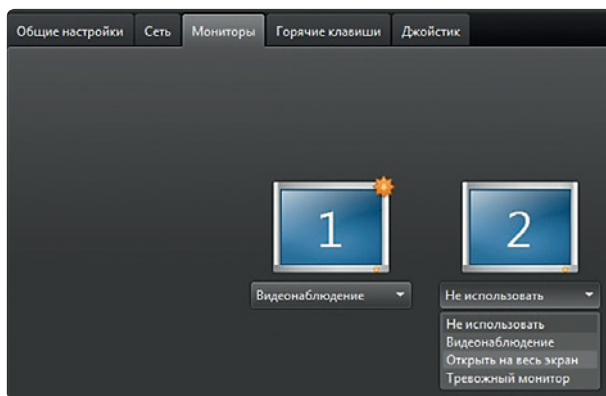 Общие настройки Сеть Мониторы Горячие клавиши Джойстик
1 2
Видеонаблюдение Не использовать
Не использовать
Видеонаблюдение
Открыть на весь экран
Тревожный монитор